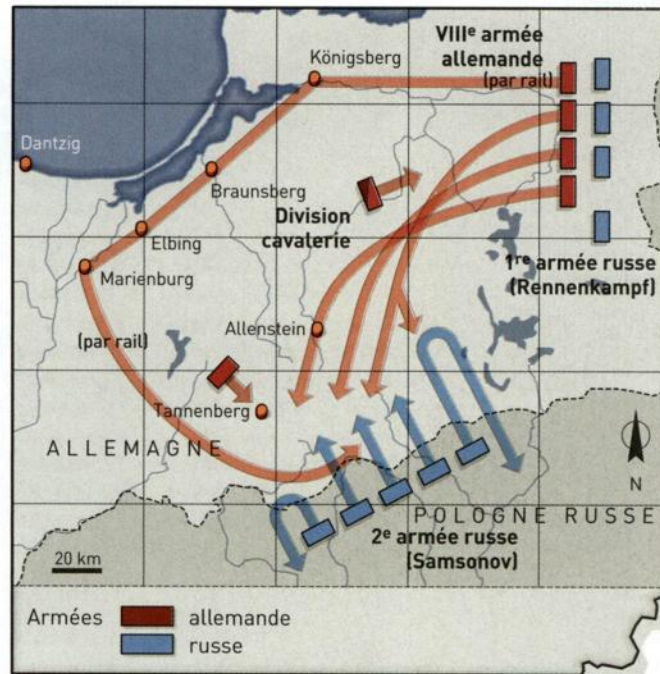 VIIIe armée
allemande
(par rail)
Königsberg
Dantzig
Braunsberg
Division
cavalerie
Elbing
Marienburg
1re armée russe
(Rennenkampf)
(par rail)
Allenstein
Tannenberg
ALLEMAGNE
N
POLOGNE RUSSE
2e armée russe
(Samsonov)
20 km
Armées
allemande
russe